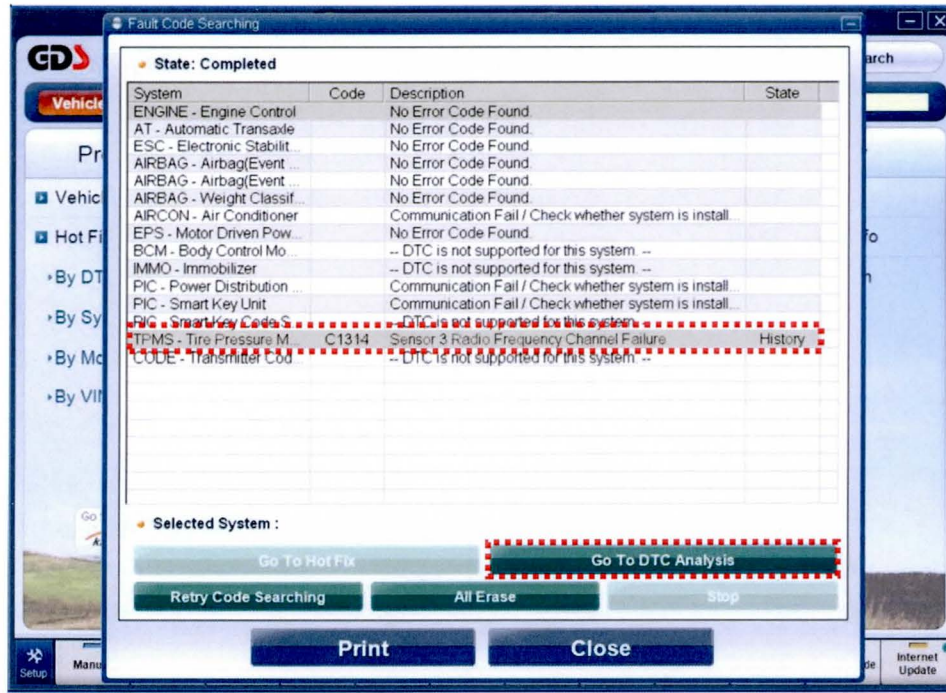 Fault Code Searching
GDS
arch
Vehicle
State: Completed
System Code Description State
ENGINE - Engine Control No Error Code Found.
AT - Automatic Transaxle No Error Code Found.
ESC - Electronic Stabilit... No Error Code Found.
AIRBAG - Airbag(Event ... No Error Code Found.
AIRBAG - Airbag(Event ... No Error Code Found.
AIRBAG - Weight Classif... No Error Code Found.
AIRCON - Air Conditioner Communication Fail / Check whether system is install...
EPS - Motor Driven Pow... No Error Code Found.
BCM - Body Control Mo... -- DTC is not supported for this system. --
IMMO - Immobilizer -- DTC is not supported for this system. --
PIC - Power Distribution ... Communication Fail / Check whether system is install...
PIC - Smart Key Unit Communication Fail / Check whether system is install...
PIC - Smart Key Code S... -- DTC is not supported for this system. --
TPMS - Tire Pressure M... C1314 Sensor 3 Radio Frequency Channel Failure History
CODE - Transmitter Cod... -- DTC is not supported for this system. --
Pr
Vehic
Hot Fi
By DT
By Sy
By Mo
By VI
fo
n
Go
Selected System :
Go To Hot Fix Go To DTC Analysis
Retry Code Searching All Erase Stop
Print Close
Setup
Manu
de
Internet
Update